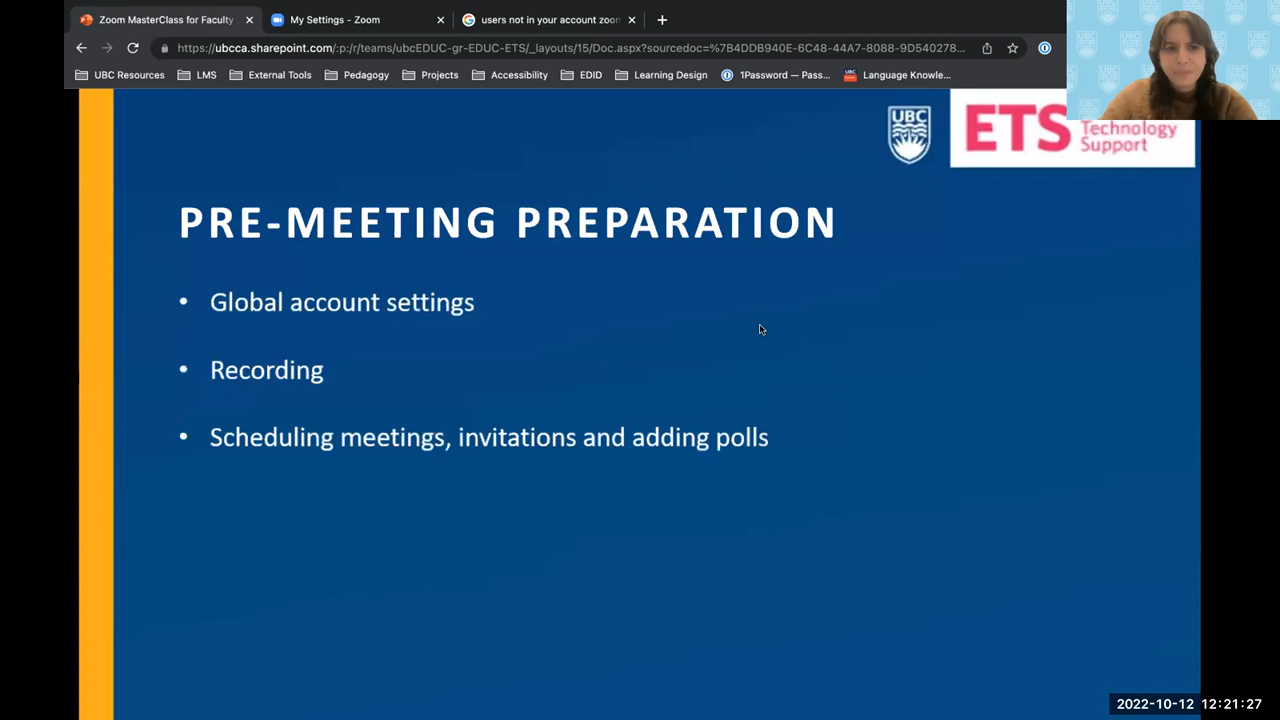 Zoom MasterClass for Faculty
My Settings - Zoom
users not in your account zoom
https://ubcca.sharepoint.com/:p:/r/teams/ubcEDUC-gr-EDUC-ETS/_layouts/15/Doc.aspx?sourcedoc=%7B4DDB940E-6C48-44A7-8088-9D540278...
UBC Resources
LMS
External Tools
Pedagogy
Projects
Accessibility
EDID
Learning Design
1Password — Pass...
Language Knowle...
UBC
ETS
Technology
Support
PRE-MEETING PREPARATION
• Global account settings
• Recording
• Scheduling meetings, invitations and adding polls
2022-10-12 12:21:27